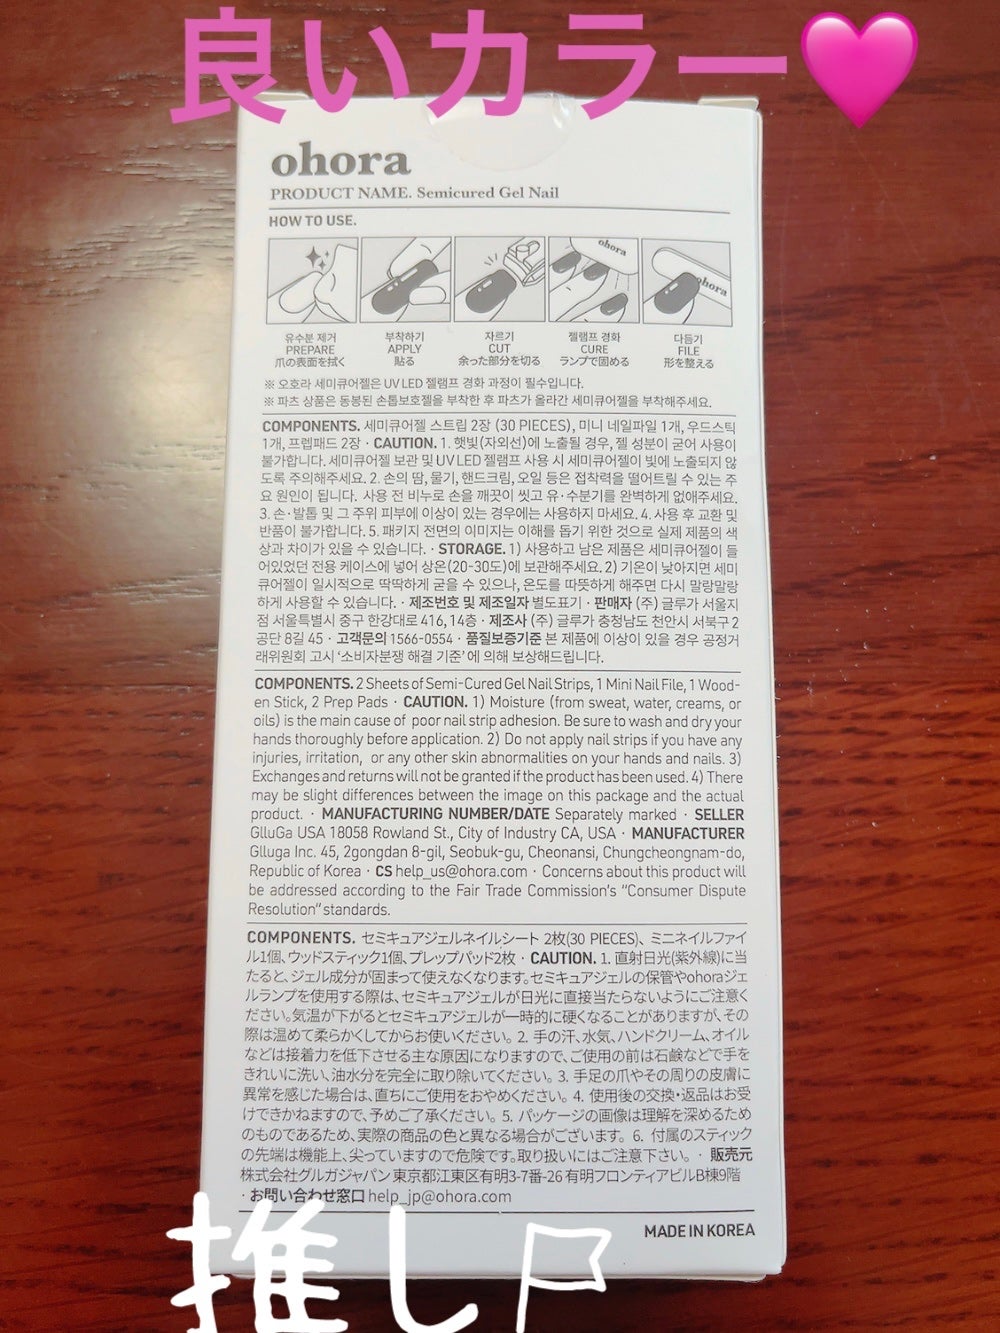 良いカラー🩷
ohora
PRODUCT NAME. Semicured Gel Nail
HOW TO USE.
ohora
ohora
유수분 제거
PREPARE
爪の表面を拭く
부착하기
APPLY
貼る
자르기
CUT
余った部分を切る
젤램프 경화
CURE
ランプで固める
다듬기
FILE
形を整える
※ 오호라 세미큐어젤은 UV LED 젤램프 경화 과정이 필수입니다.
※ 파츠 상품은 동봉된 손톱보호젤을 부착한 후 파츠가 올라간 세미큐어젤을 부착해주세요.
COMPONENTS. 세미큐어젤 스트립 2장 (30 PIECES), 미니 네일파일 1개, 우드스틱
1개, 프렙패드 2장 · CAUTION. 1. 햇빛(자외선)에 노출될 경우, 젤 성분이 굳어 사용이
불가합니다. 세미큐어젤 보관 및 UV LED 젤램프 사용 시 세미큐어젤이 빛에 노출되지 않
도록 주의해주세요. 2. 손의 땀, 물기, 핸드크림, 오일 등은 접착력을 떨어트릴 수 있는 주
요 원인이 됩니다. 사용 전 비누로 손을 깨끗이 씻고 유·수분기를 완벽하게 없애주세요.
3. 손·발톱 및 그 주위 피부에 이상이 있는 경우에는 사용하지 마세요. 4. 사용 후 교환 및
반품이 불가합니다. 5. 패키지 전면의 이미지는 이해를 돕기 위한 것으로 실제 제품의 색
상과 차이가 있을 수 있습니다. · STORAGE. 1) 사용하고 남은 제품은 세미큐어젤이 들
어있었던 전용 케이스에 넣어 상온(20-30도)에 보관해주세요. 2) 기온이 낮아지면 세미
큐어젤이 일시적으로 딱딱하게 굳을 수 있으나, 온도를 따뜻하게 해주면 다시 말랑말랑
하게 사용할 수 있습니다. · 제조번호 및 제조일자 별도표기 · 판매자 (주) 글루가 서울지
점 서울특별시 중구 한강대로 416, 14층 · 제조사 (주) 글루가 충청남도 천안시 서북구 2
공단 8길 45 · 고객문의 1566-0554 · 품질보증기준 본 제품에 이상이 있을 경우 공정거
래위원회 고시 '소비자분쟁 해결 기준' 에 의해 보상해드립니다.
COMPONENTS. 2 Sheets of Semi-Cured Gel Nail Strips, 1 Mini Nail File, 1 Wood-
en Stick, 2 Prep Pads · CAUTION. 1) Moisture (from sweat, water, creams, or
oils) is the main cause of poor nail strip adhesion. Be sure to wash and dry your
hands thoroughly before application. 2) Do not apply nail strips if you have any
injuries, irritation, or any other skin abnormalities on your hands and nails. 3)
Exchanges and returns will not be granted if the product has been used. 4) There
may be slight differences between the image on this package and the actual
product. · MANUFACTURING NUMBER/DATE Separately marked · SELLER
GlluGa USA 18058 Rowland St., City of Industry CA, USA · MANUFACTURER
Glluga Inc. 45, 2gongdan 8-gil, Seobuk-gu, Cheonansi, Chungcheongnam-do,
Republic of Korea · CS help_us@ohora.com · Concerns about this product will
be addressed according to the Fair Trade Commission's "Consumer Dispute
Resolution" standards.
COMPONENTS. セミキュアジェルネイルシート 2枚(30 PIECES)、ミニネイルファイ
ル1個、ウッドスティック1個、プレップパッド2枚 · CAUTION. 1. 直射日光(紫外線)に当
たると、ジェル成分が固まって使えなくなります。セミキュアジェルの保管やohoraジェ
ルランプを使用する際は、セミキュアジェルが日光に直接当たらないようにご注意く
ださい。気温が下がるとセミキュアジェルが一時的に硬くなることがありますが、その
際は温めて柔らかくしてからお使いください。2. 手の汗、水気、ハンドクリーム、オイル
などは接着力を低下させる主な原因になりますので、ご使用の前は石鹸などで手を
きれいに洗い、油水分を完全に取り除いてください。3. 手足の爪やその周りの皮膚に
異常を感じた場合は、直ちにご使用をおやめください。4. 使用後の交換・返品はお受
けできかねますので、予めご了承ください。5. パッケージの画像は理解を深めるため
のものであるため、実際の商品の色と異なる場合がございます。6. 付属のスティック
の先端は機能上、尖っていますので危険です。取り扱いにはご注意下さい。· 販売元
株式会社グルガジャパン 東京都江東区有明3-7番-26 有明フロンティアビルB棟9階
· お問い合わせ窓口 help_jp@ohora.com
MADE IN KOREA
推し